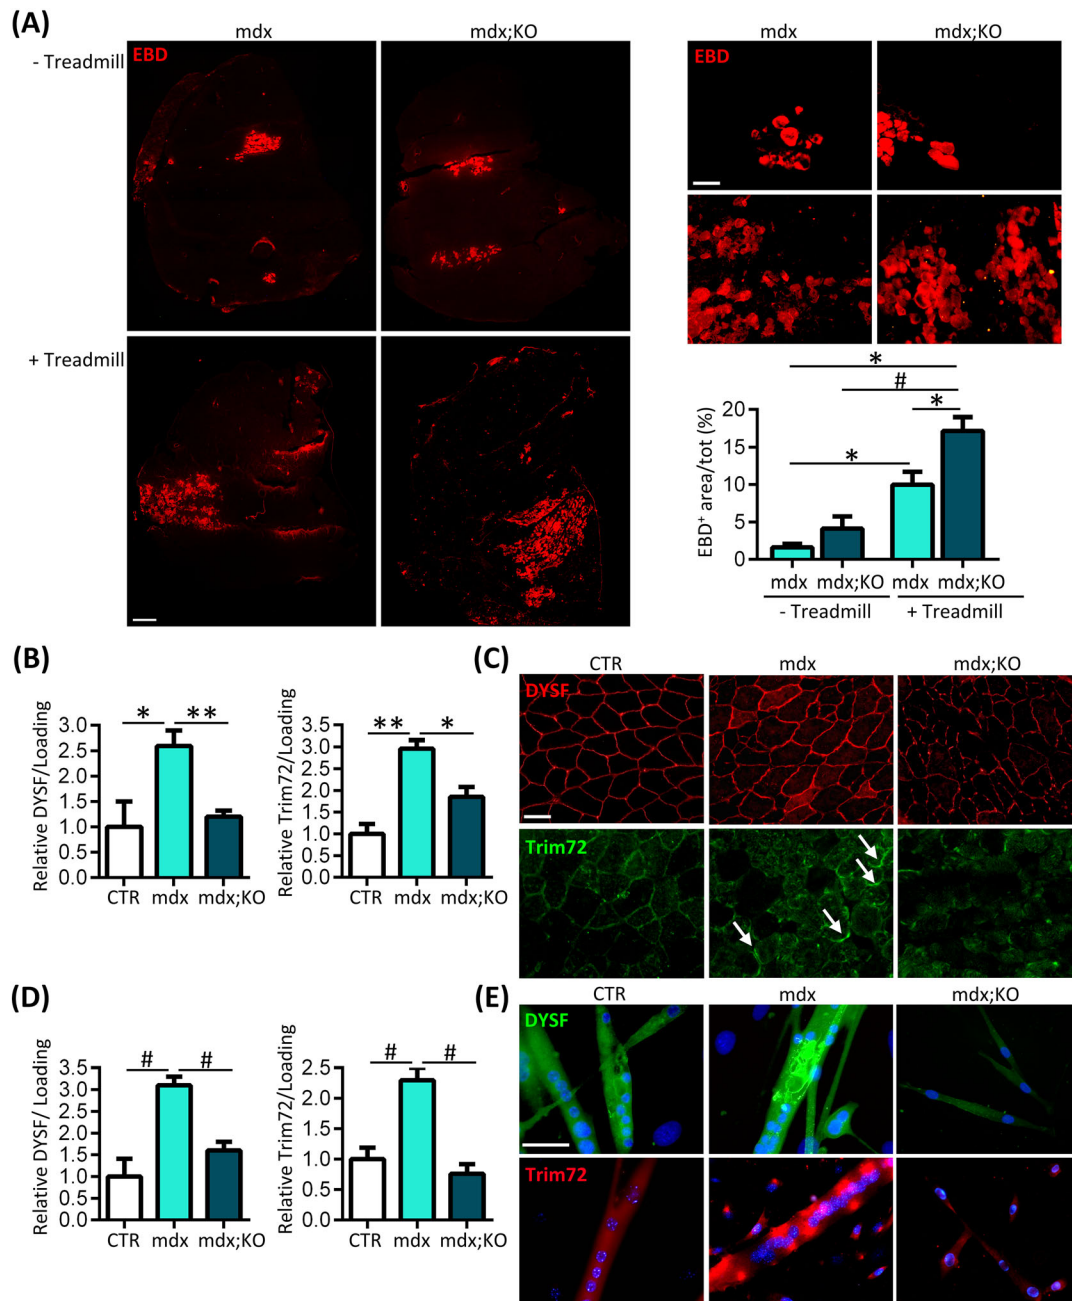 (A)
mdx
mdx;KO
mdx
mdx;KO
- Treadmill
EBD
EBD
+ Treadmill
*
#
*
*
EBD⁺ area/tot (%)
20
15
10
5
0
mdx
mdx;KO
mdx
mdx;KO
- Treadmill
+ Treadmill
(B)
Relative DYSF/Loading
3.0
2.5
2.0
1.5
1.0
0.5
0.0
*
**
CTR
mdx
mdx;KO
Relative Trim72/Loading
3.5
3.0
2.5
2.0
1.5
1.0
0.5
0.0
**
*
CTR
mdx
mdx;KO
(C)
CTR
mdx
mdx;KO
DYSF
Trim72
(D)
Relative DYSF/ Loading
3.5
3.0
2.5
2.0
1.5
1.0
0.5
0.0
#
#
CTR
mdx
mdx;KO
Relative Trim72/Loading
2.5
2.0
1.5
1.0
0.5
0.0
#
#
CTR
mdx
mdx;KO
(E)
CTR
mdx
mdx;KO
DYSF
Trim72